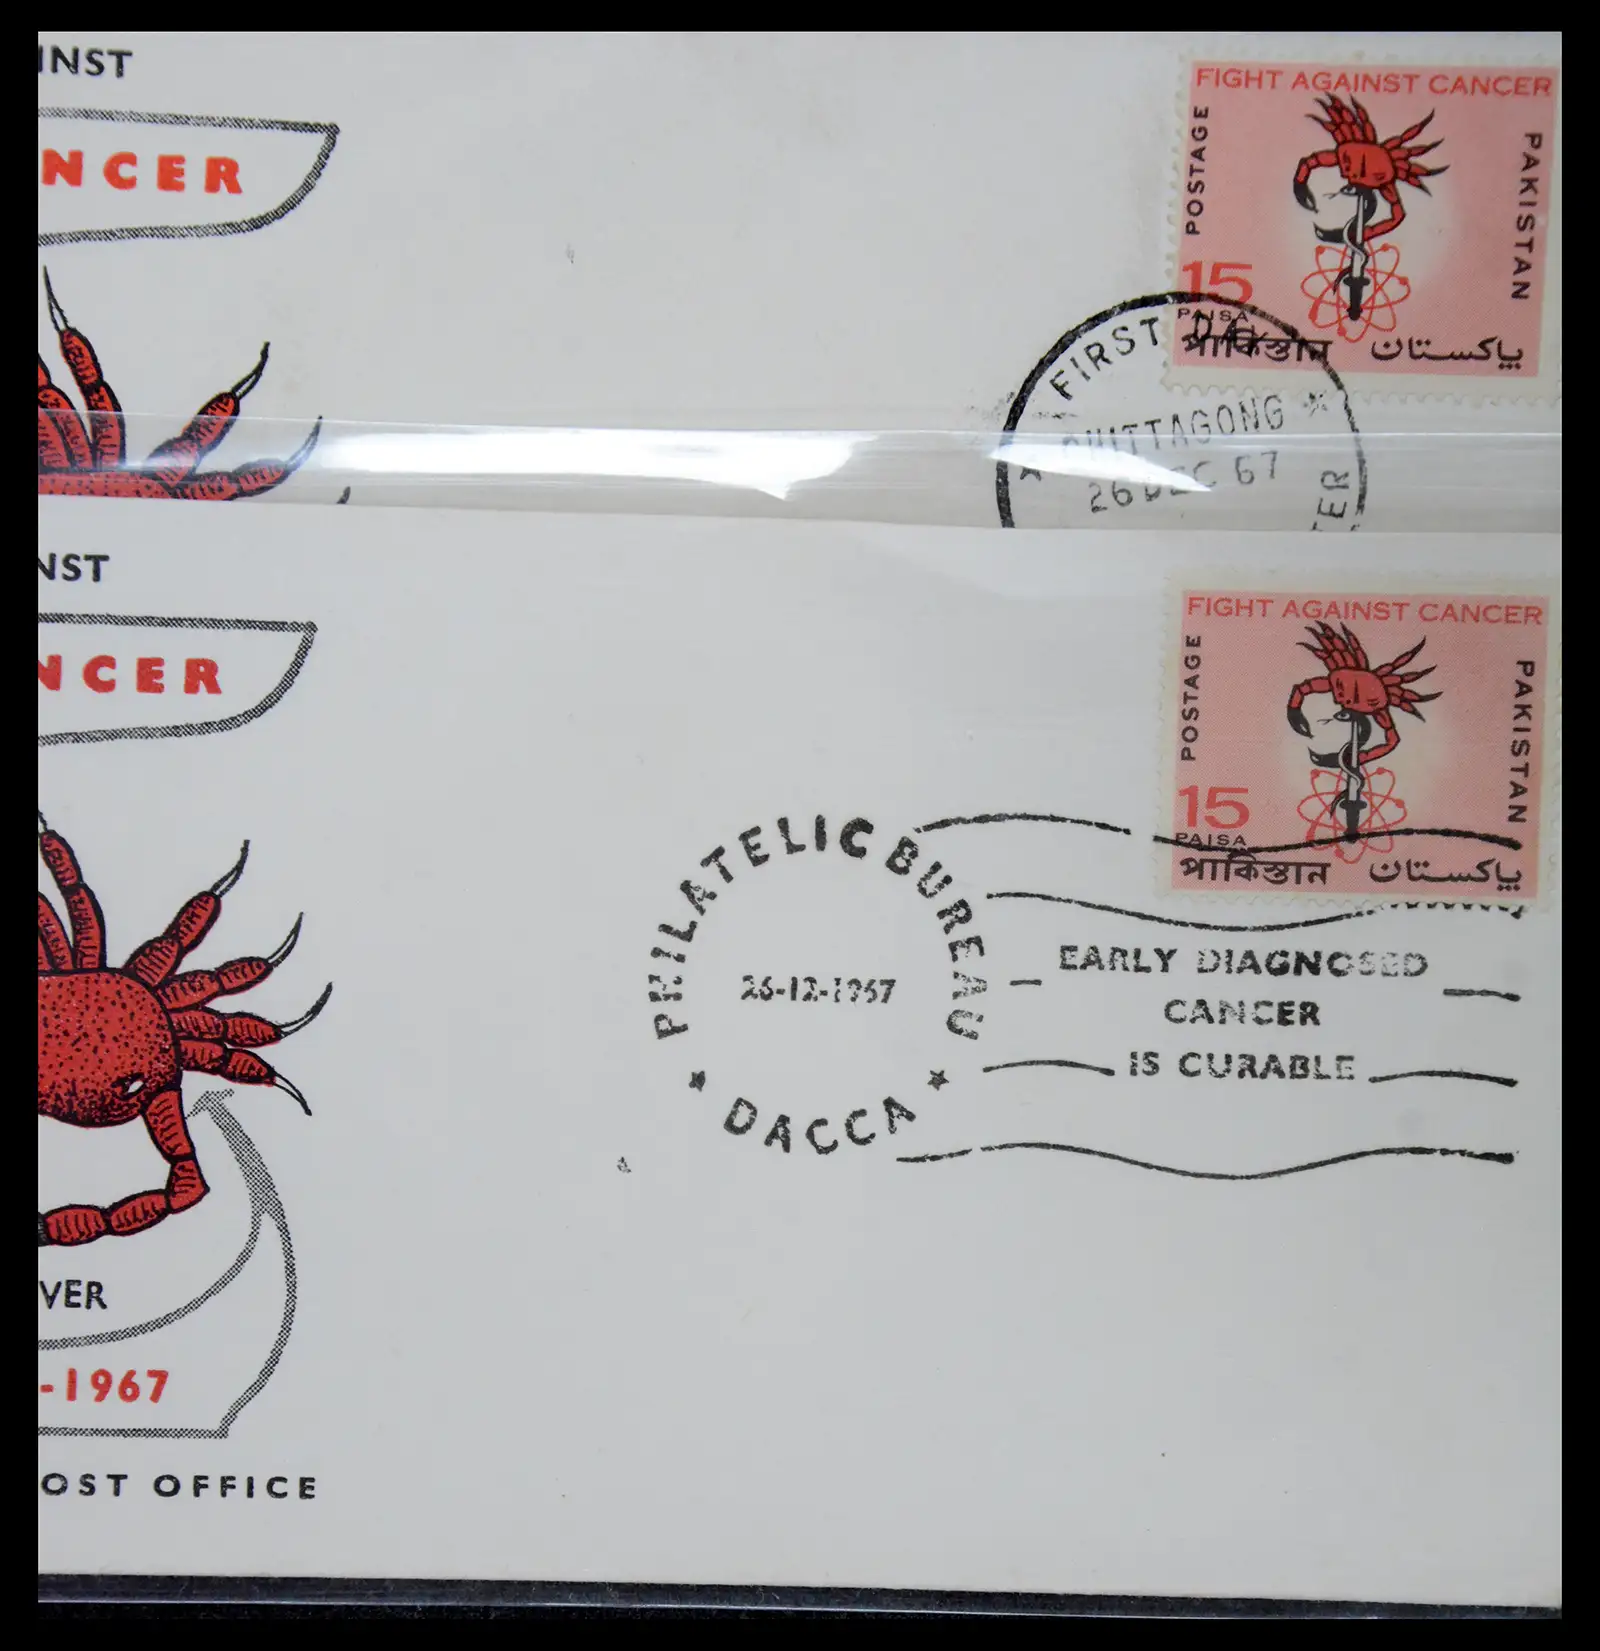 INST
NCER
FIGHT AGAINST CANCER
POSTAGE
PAKISTAN
15
PAISA
পাকিস্তান
پاکستان
FIRST DAY
CHITTAGONG
26 DEC 67
NST
NCER
FIGHT AGAINST CANCER
POSTAGE
PAKISTAN
15
PAISA
পাকিস্তান
پاکستان
PHILATELIC BUREAU
26-12-1967
DACCA
EARLY DIAGNOSED
CANCER
IS CURABLE
VER
-1967
OST OFFICE